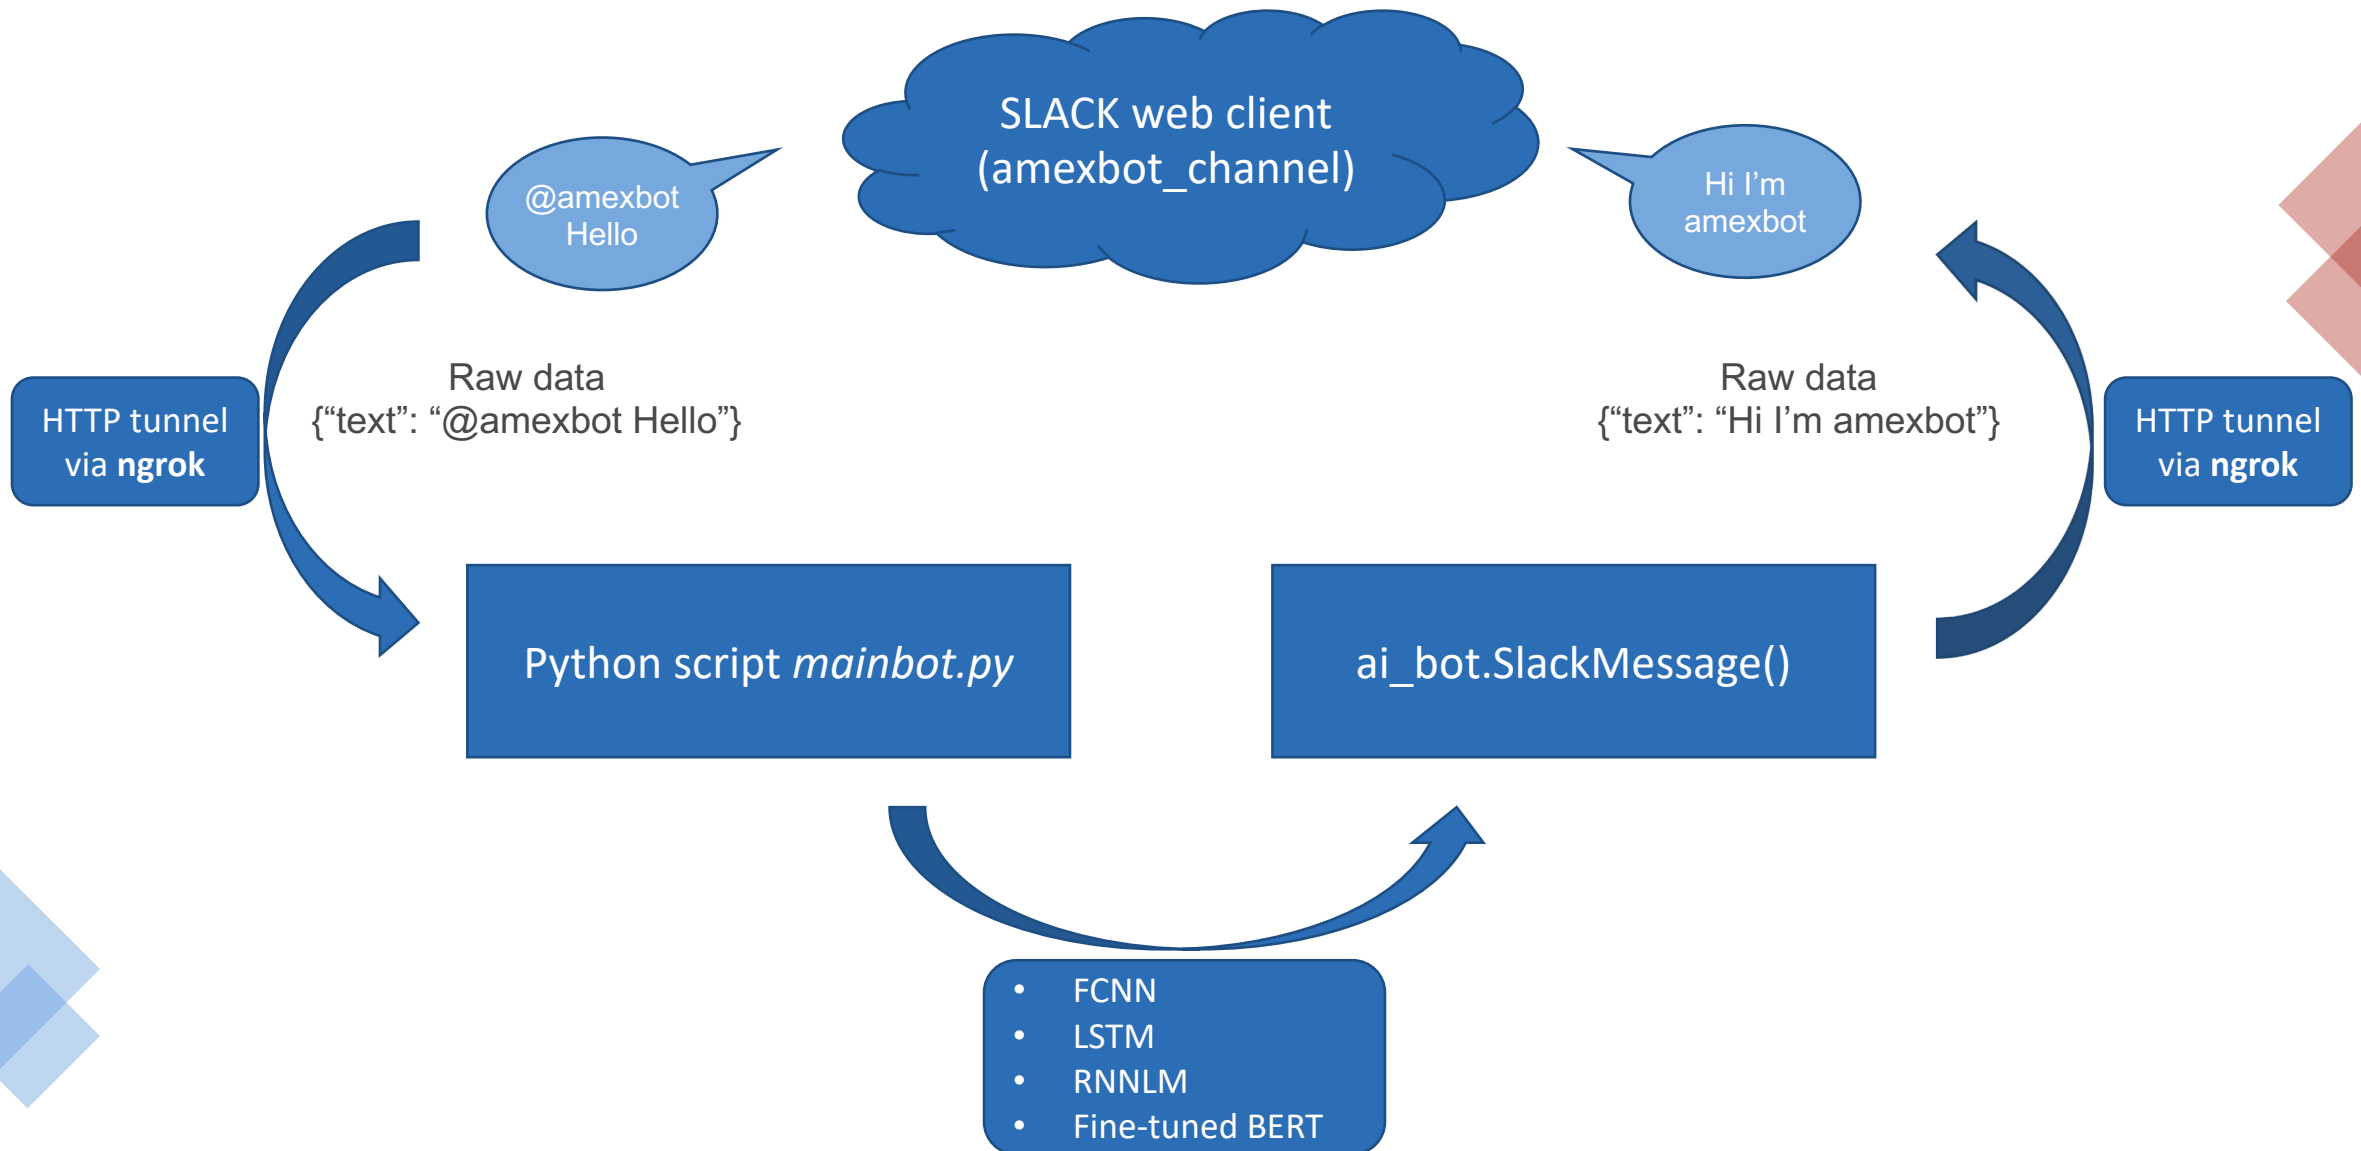 SLACK web client
(amexbot_channel)
@amexbot
Hello
Hi I’m
amexbot
HTTP tunnel
via ngrok
Raw data
{“text”: “@amexbot Hello”}
Raw data
{“text”: “Hi I’m amexbot”}
HTTP tunnel
via ngrok
Python script mainbot.py
ai_bot.SlackMessage()
• FCNN
• LSTM
• RNNLM
• Fine-tuned BERT